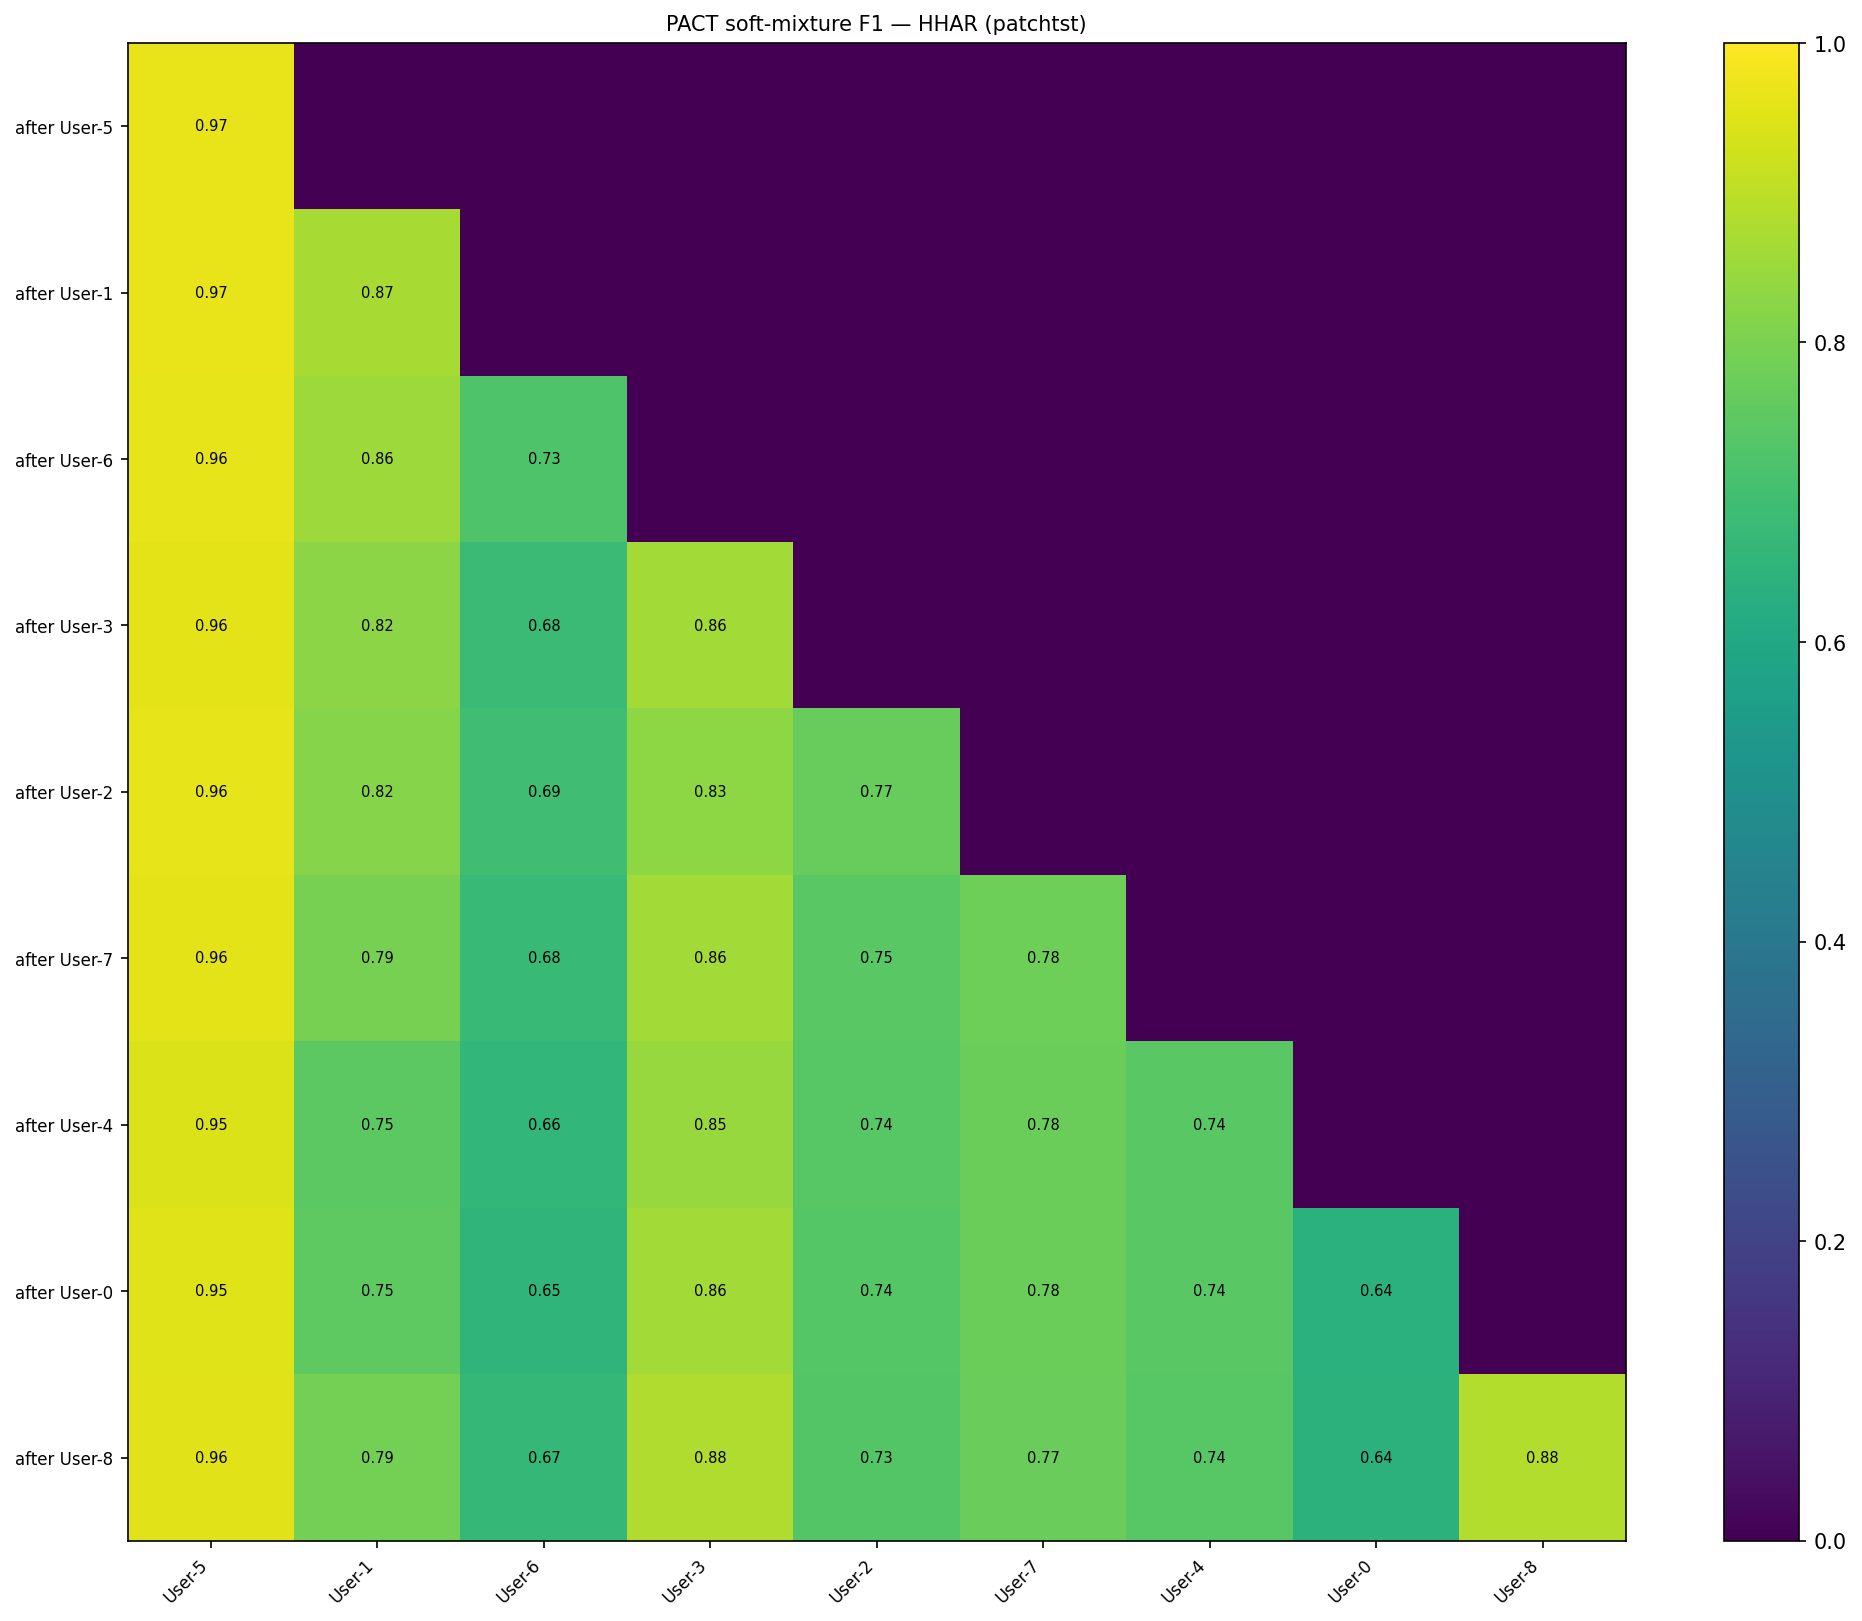 PACT soft-mixture F1 — HHAR (patchtst)
1.0
after User-5 0.97
after User-1 0.97 0.87
0.8
after User-6 0.96 0.86 0.73
after User-3 0.96 0.82 0.68 0.86
0.6
after User-2 0.96 0.82 0.69 0.83 0.77
0.4
after User-7 0.96 0.79 0.68 0.86 0.75 0.78
after User-4 0.95 0.75 0.66 0.85 0.74 0.78 0.74
0.2
after User-0 0.95 0.75 0.65 0.86 0.74 0.78 0.74 0.64
after User-8 0.96 0.79 0.67 0.88 0.73 0.77 0.74 0.64 0.88
0.0
User-5 User-1 User-6 User-3 User-2 User-7 User-4 User-0 User-8